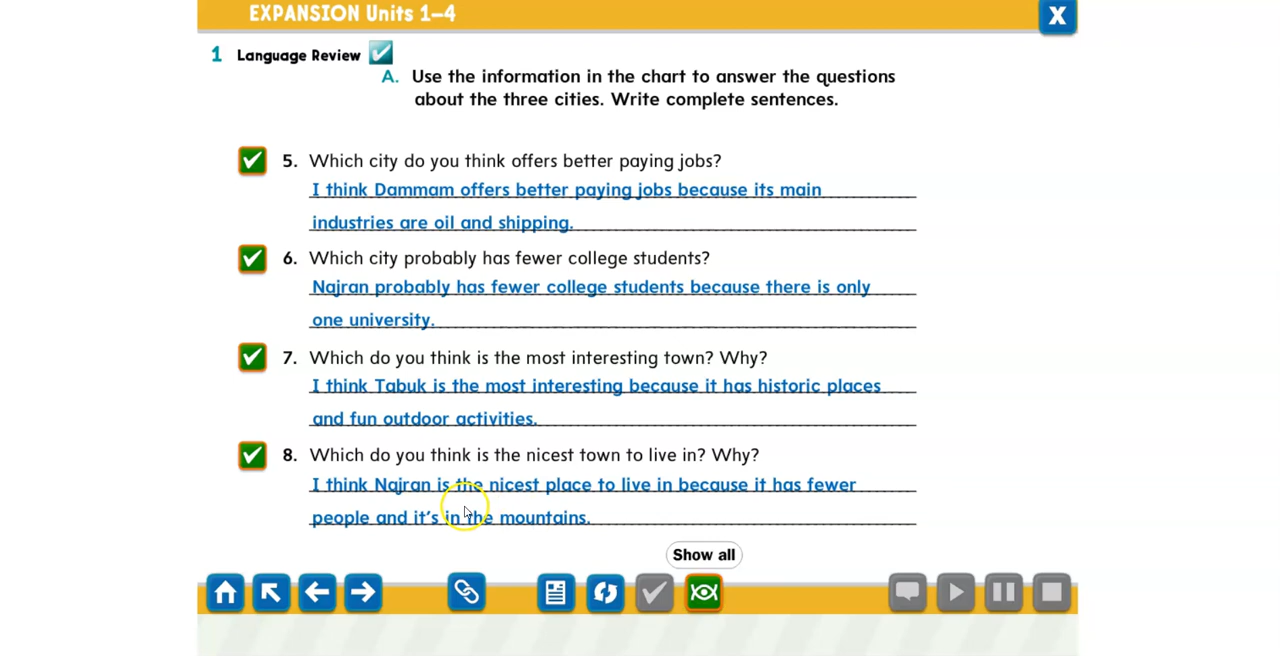 EXPANSION Units 1–4
X
1 Language Review
A. Use the information in the chart to answer the questions
about the three cities. Write complete sentences.
5. Which city do you think offers better paying jobs?
I think Dammam offers better paying jobs because its main
industries are oil and shipping.
6. Which city probably has fewer college students?
Najran probably has fewer college students because there is only
one university.
7. Which do you think is the most interesting town? Why?
I think Tabuk is the most interesting because it has historic places
and fun outdoor activities.
8. Which do you think is the nicest town to live in? Why?
I think Najran is the nicest place to live in because it has fewer
people and it's in the mountains.
Show all